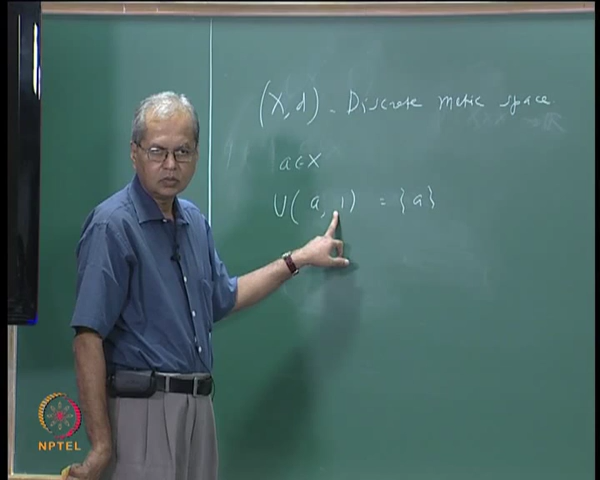 (X, d) - Discrete metric space.
a ∈ X
U( a, 1) = {a}
NPTEL